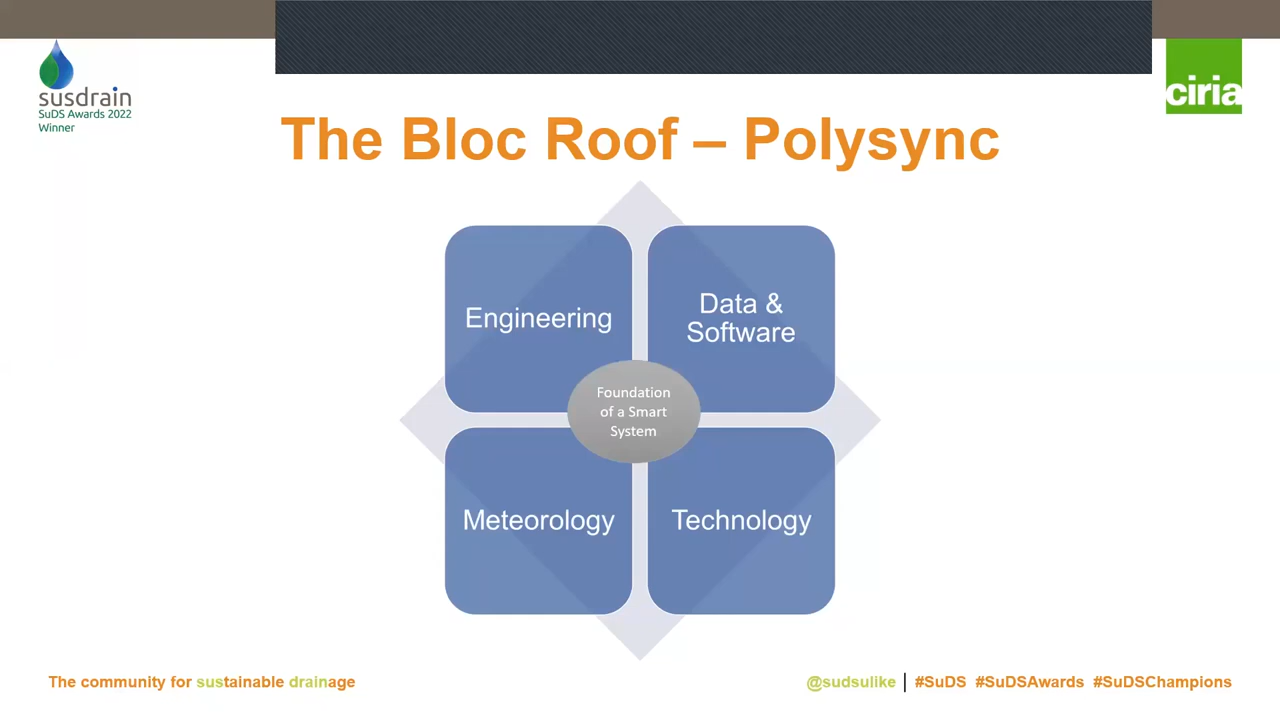 susdrain
SuDS Awards 2022
Winner
ciria
The Bloc Roof – Polysync
Engineering
Data &
Software
Foundation
of a Smart
System
Meteorology
Technology
The community for sustainable drainage
@sudsulike | #SuDS #SuDSAwards #SuDSChampions